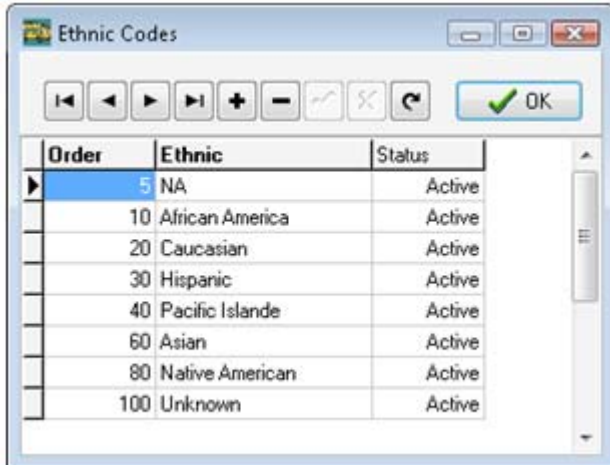 Ethnic Codes
OK
Order Ethnic Status
5 NA Active
10 African America Active
20 Caucasian Active
30 Hispanic Active
40 Pacific Islande Active
60 Asian Active
80 Native American Active
100 Unknown Active